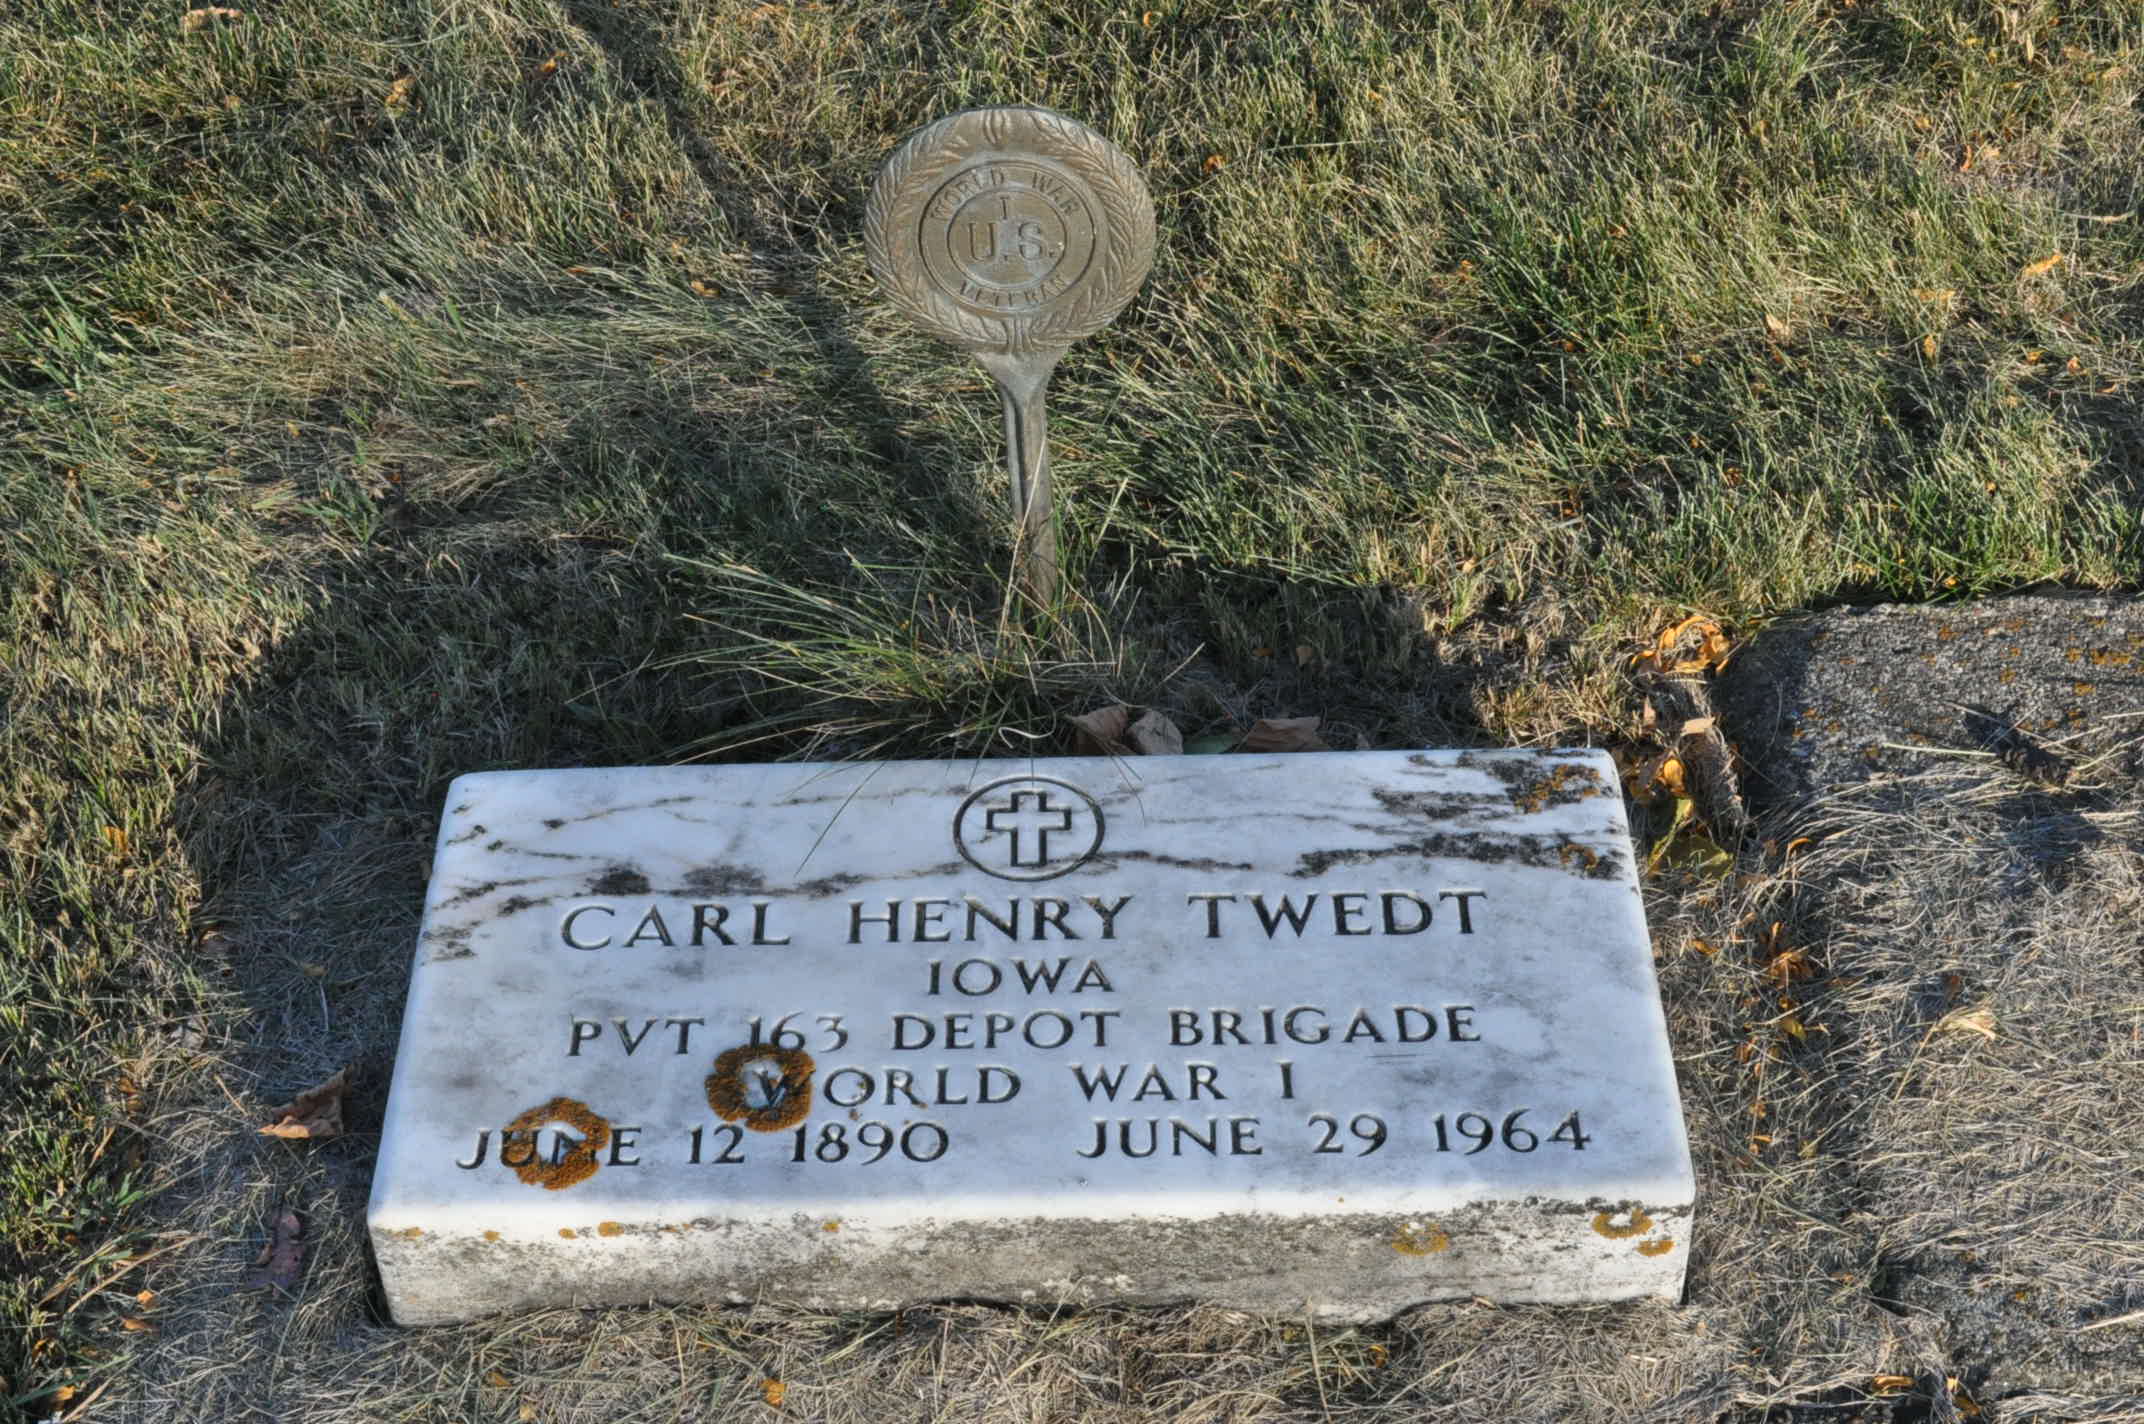 WORLD WAR
I
U.S.
VETERAN
CARL HENRY TWEDT
IOWA
PVT 163 DEPOT BRIGADE
WORLD WAR I
JUNE 12 1890 JUNE 29 1964